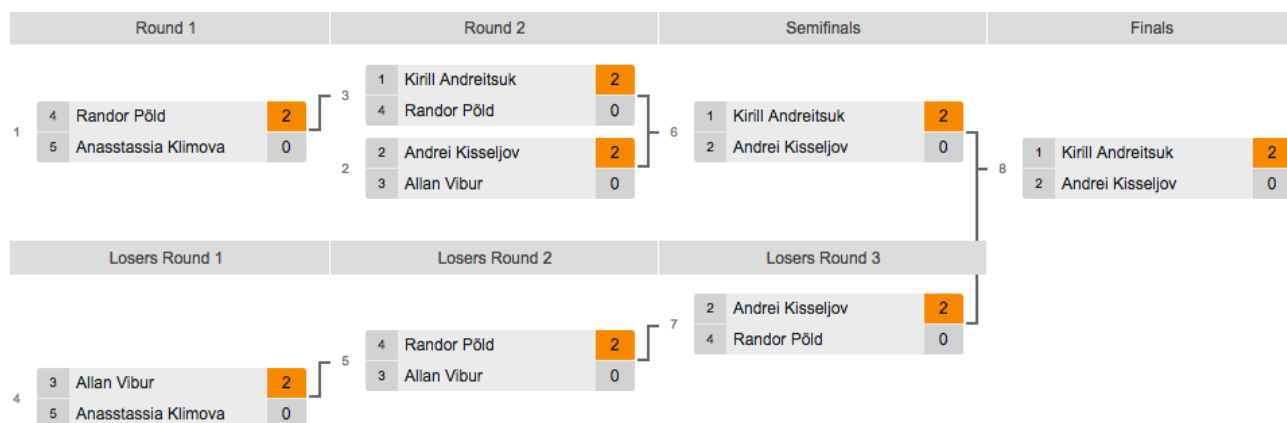 Round 1 Round 2 Semifinals Finals
1 Kirill Andreitsuk 2
3
4 Randor Põld 0
4 Randor Põld 2
1
5 Anasstassia Klimova 0
2 Andrei Kisseljov 2
2
3 Allan Vibur 0
1 Kirill Andreitsuk 2
6
2 Andrei Kisseljov 0
1 Kirill Andreitsuk 2
8
2 Andrei Kisseljov 0
Losers Round 1 Losers Round 2 Losers Round 3
2 Andrei Kisseljov 2
7
4 Randor Põld 0
4 Randor Põld 2
5
3 Allan Vibur 0
3 Allan Vibur 2
4
5 Anasstassia Klimova 0